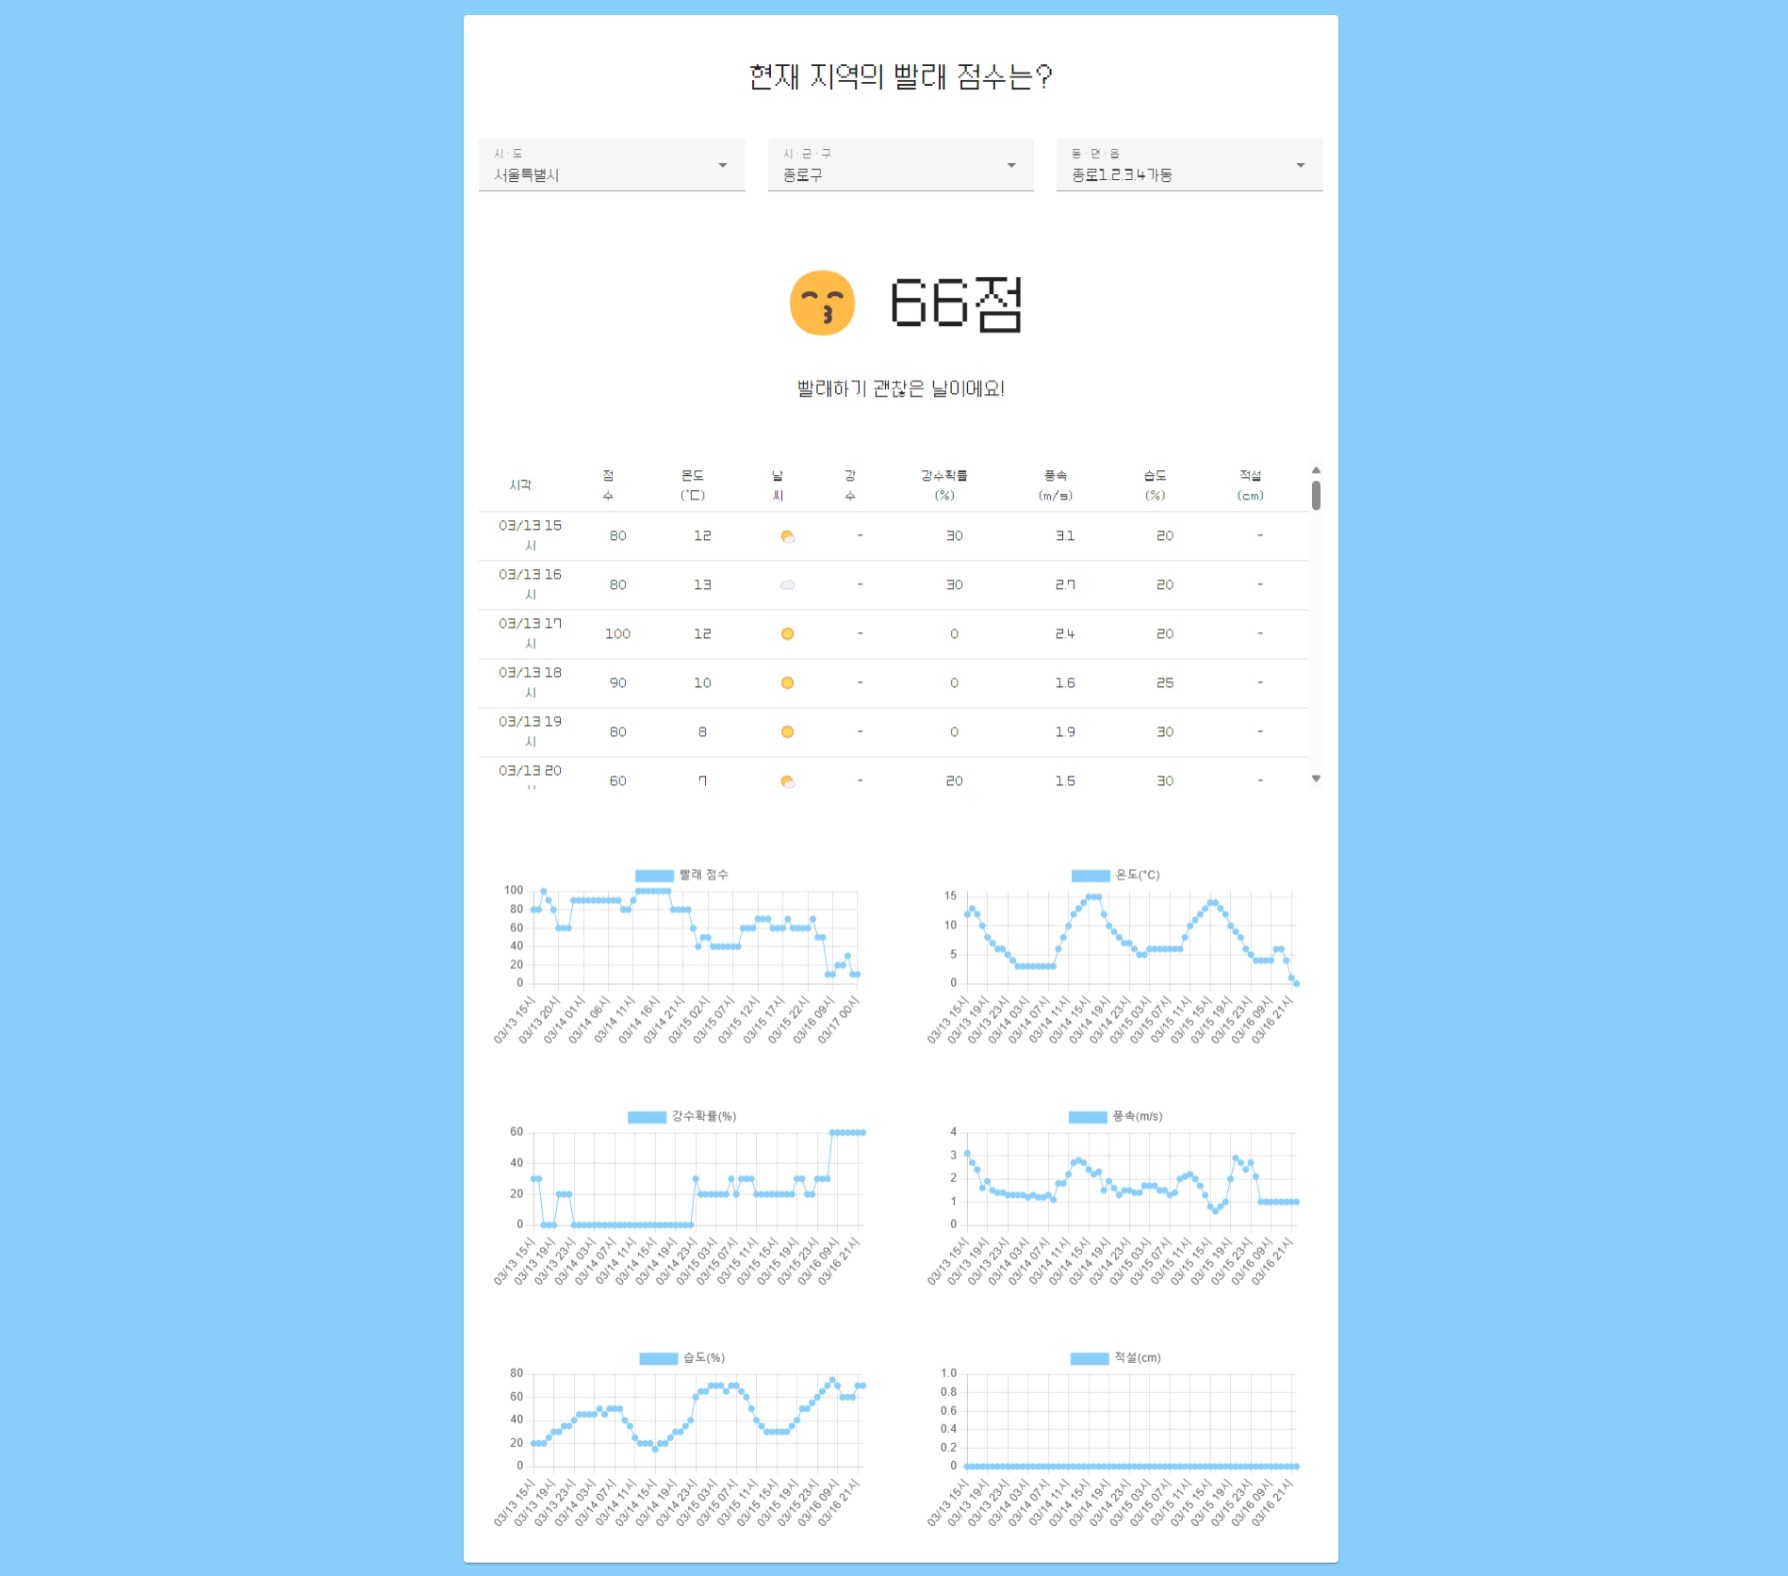 현재 지역의 빨래 점수는?
시·도
서울특별시
시·군·구
종로구
동·면·읍
종로1.2.3.4가동
66점
빨래하기 괜찮은 날이에요!
시각 점수 온도(℃) 날씨 강수 강수확률(%) 풍속(m/s) 습도(%) 적설(cm)
03/13 15시 80 12 - 30 3.1 20 -
03/13 16시 80 13 - 30 2.7 20 -
03/13 17시 100 12 - 0 2.4 20 -
03/13 18시 90 10 - 0 1.6 25 -
03/13 19시 80 8 - 0 1.9 30 -
03/13 20 60 7 - 20 1.5 30 -
빨래 점수
100
80
60
40
20
0
03/13 15시 03/13 20시 03/14 01시 03/14 06시 03/14 11시 03/14 16시 03/14 21시 03/15 02시 03/15 07시 03/15 12시 03/15 17시 03/15 22시 03/16 09시 03/17 00시
온도(°C)
15
10
5
0
03/13 15시 03/13 19시 03/13 23시 03/14 03시 03/14 07시 03/14 11시 03/14 15시 03/14 19시 03/14 23시 03/15 03시 03/15 07시 03/15 11시 03/15 15시 03/15 19시 03/15 23시 03/16 09시 03/16 21시
강수확률(%)
60
40
20
0
03/13 15시 03/13 19시 03/13 23시 03/14 03시 03/14 07시 03/14 11시 03/14 15시 03/14 19시 03/14 23시 03/15 03시 03/15 07시 03/15 11시 03/15 15시 03/15 19시 03/15 23시 03/16 09시 03/16 21시
풍속(m/s)
4
3
2
1
0
03/13 15시 03/13 19시 03/13 23시 03/14 03시 03/14 07시 03/14 11시 03/14 15시 03/14 19시 03/14 23시 03/15 03시 03/15 07시 03/15 11시 03/15 15시 03/15 19시 03/15 23시 03/16 09시 03/16 21시
습도(%)
80
60
40
20
0
03/13 15시 03/13 19시 03/13 23시 03/14 03시 03/14 07시 03/14 11시 03/14 15시 03/14 19시 03/14 23시 03/15 03시 03/15 07시 03/15 11시 03/15 15시 03/15 19시 03/15 23시 03/16 09시 03/16 21시
적설(cm)
1.0
0.8
0.6
0.4
0.2
0
03/13 15시 03/13 19시 03/13 23시 03/14 03시 03/14 07시 03/14 11시 03/14 15시 03/14 19시 03/14 23시 03/15 03시 03/15 07시 03/15 11시 03/15 15시 03/15 19시 03/15 23시 03/16 09시 03/16 21시